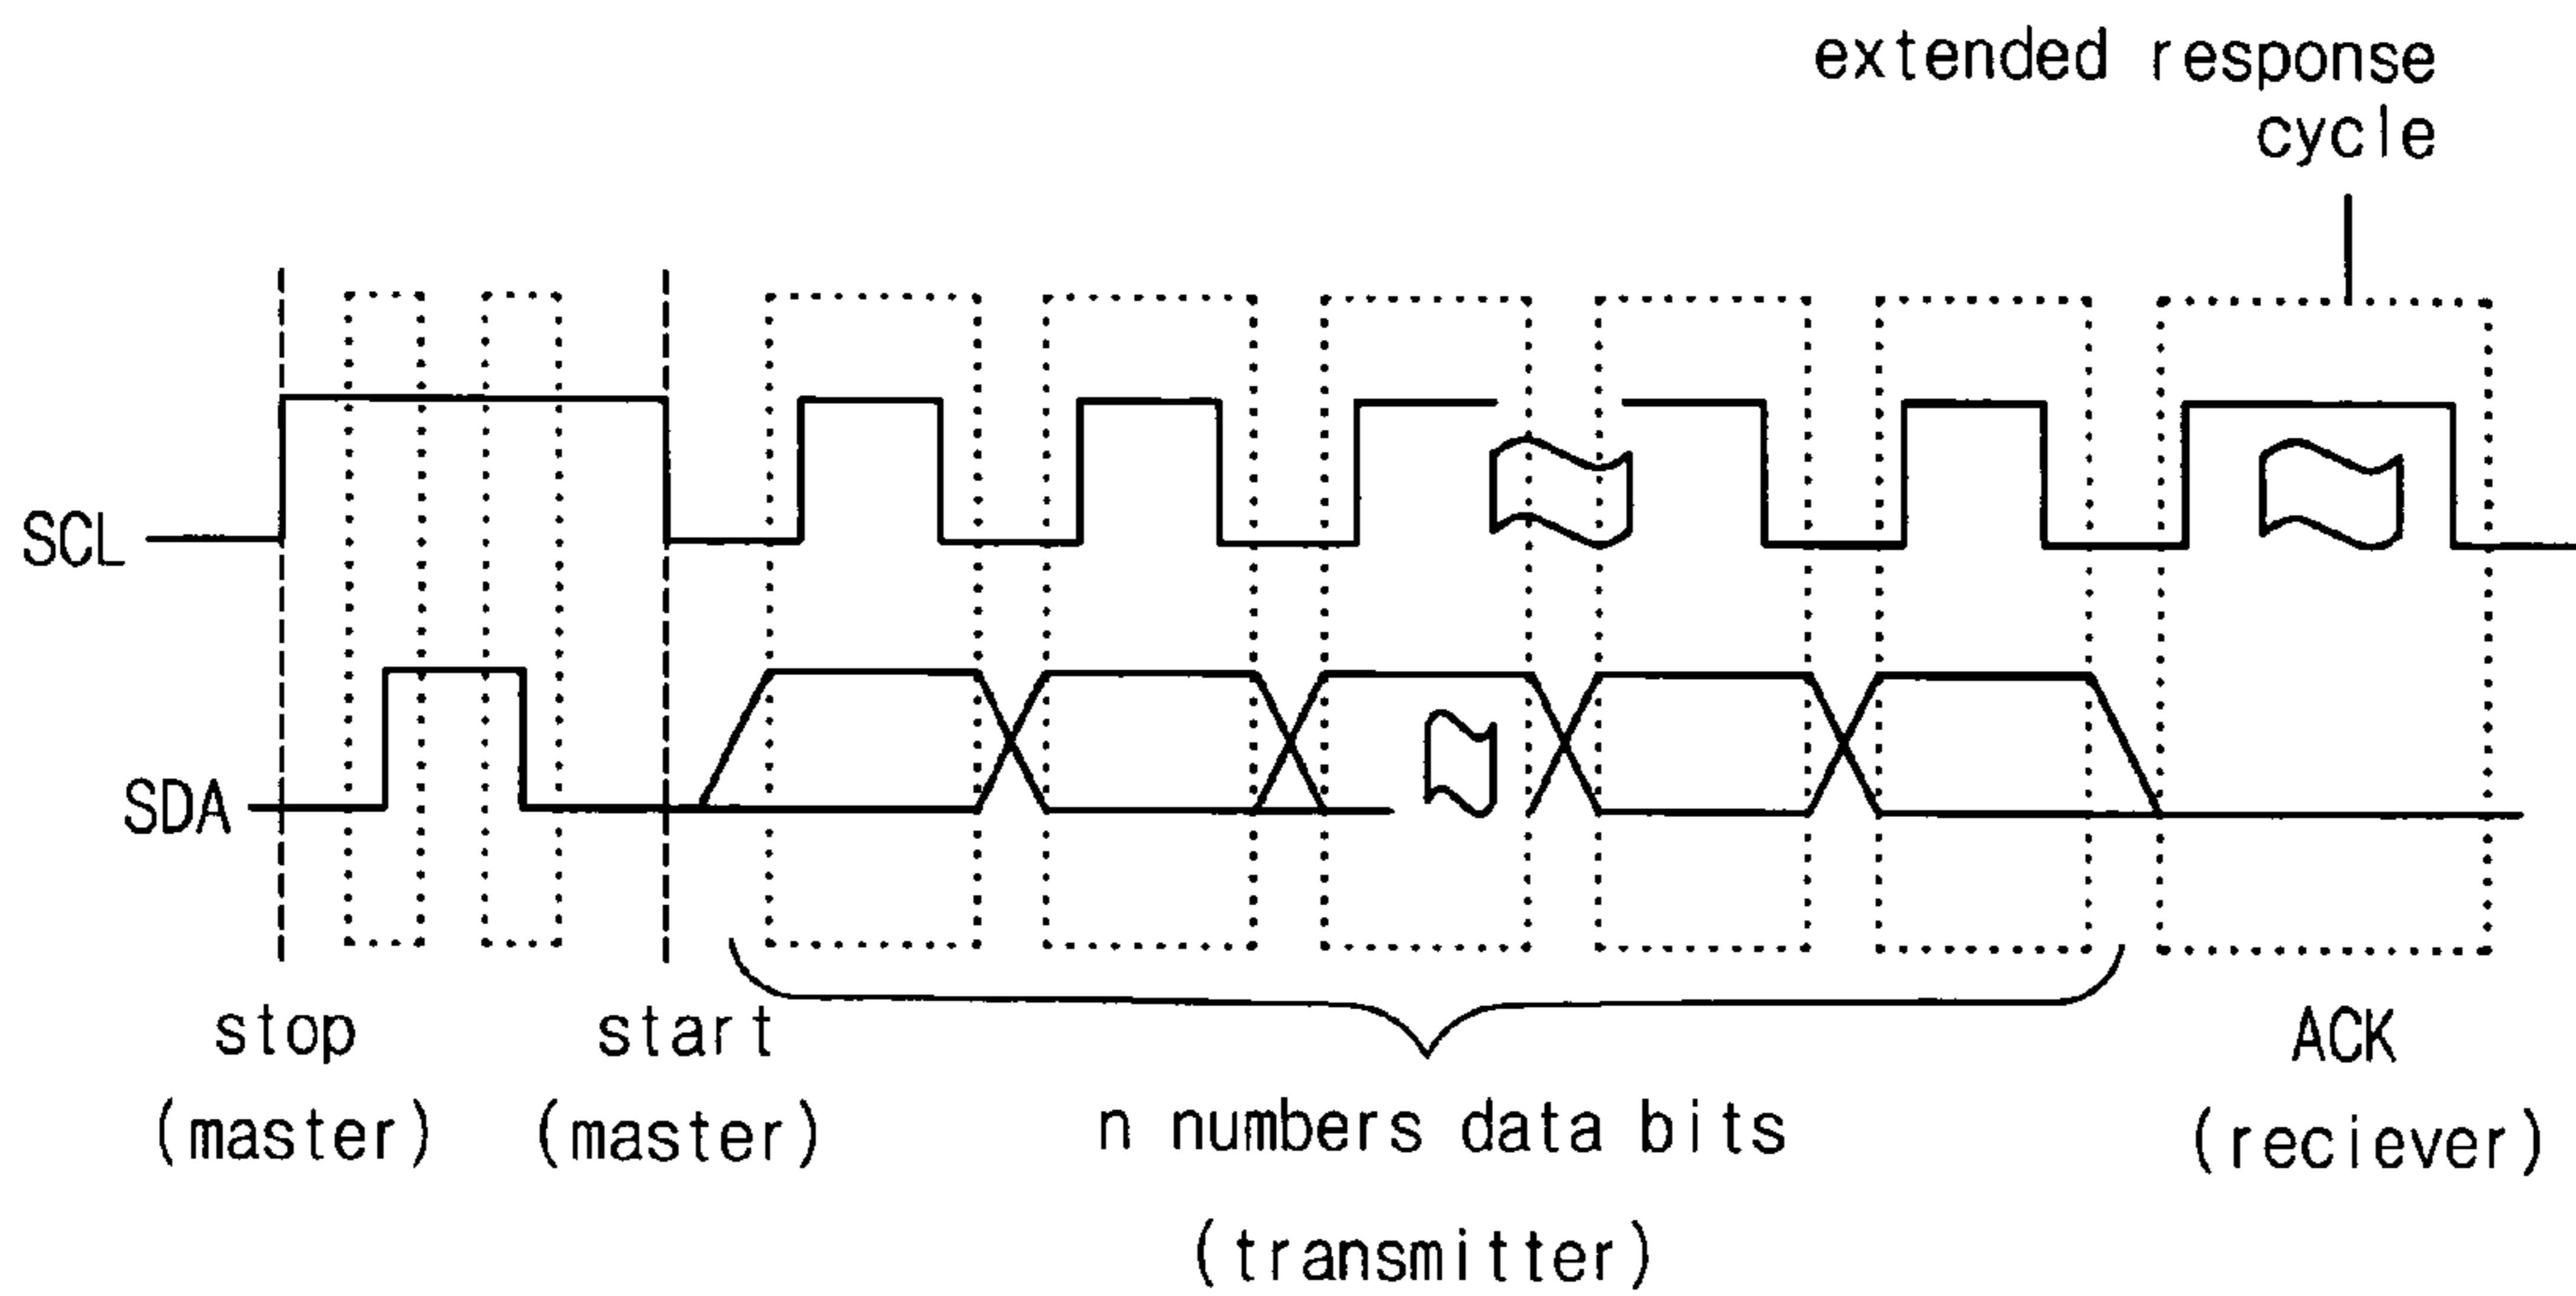 extended response
cycle
SCL
SDA
stop
(master)
start
(master)
n numbers data bits
(transmitter)
ACK
(reciever)